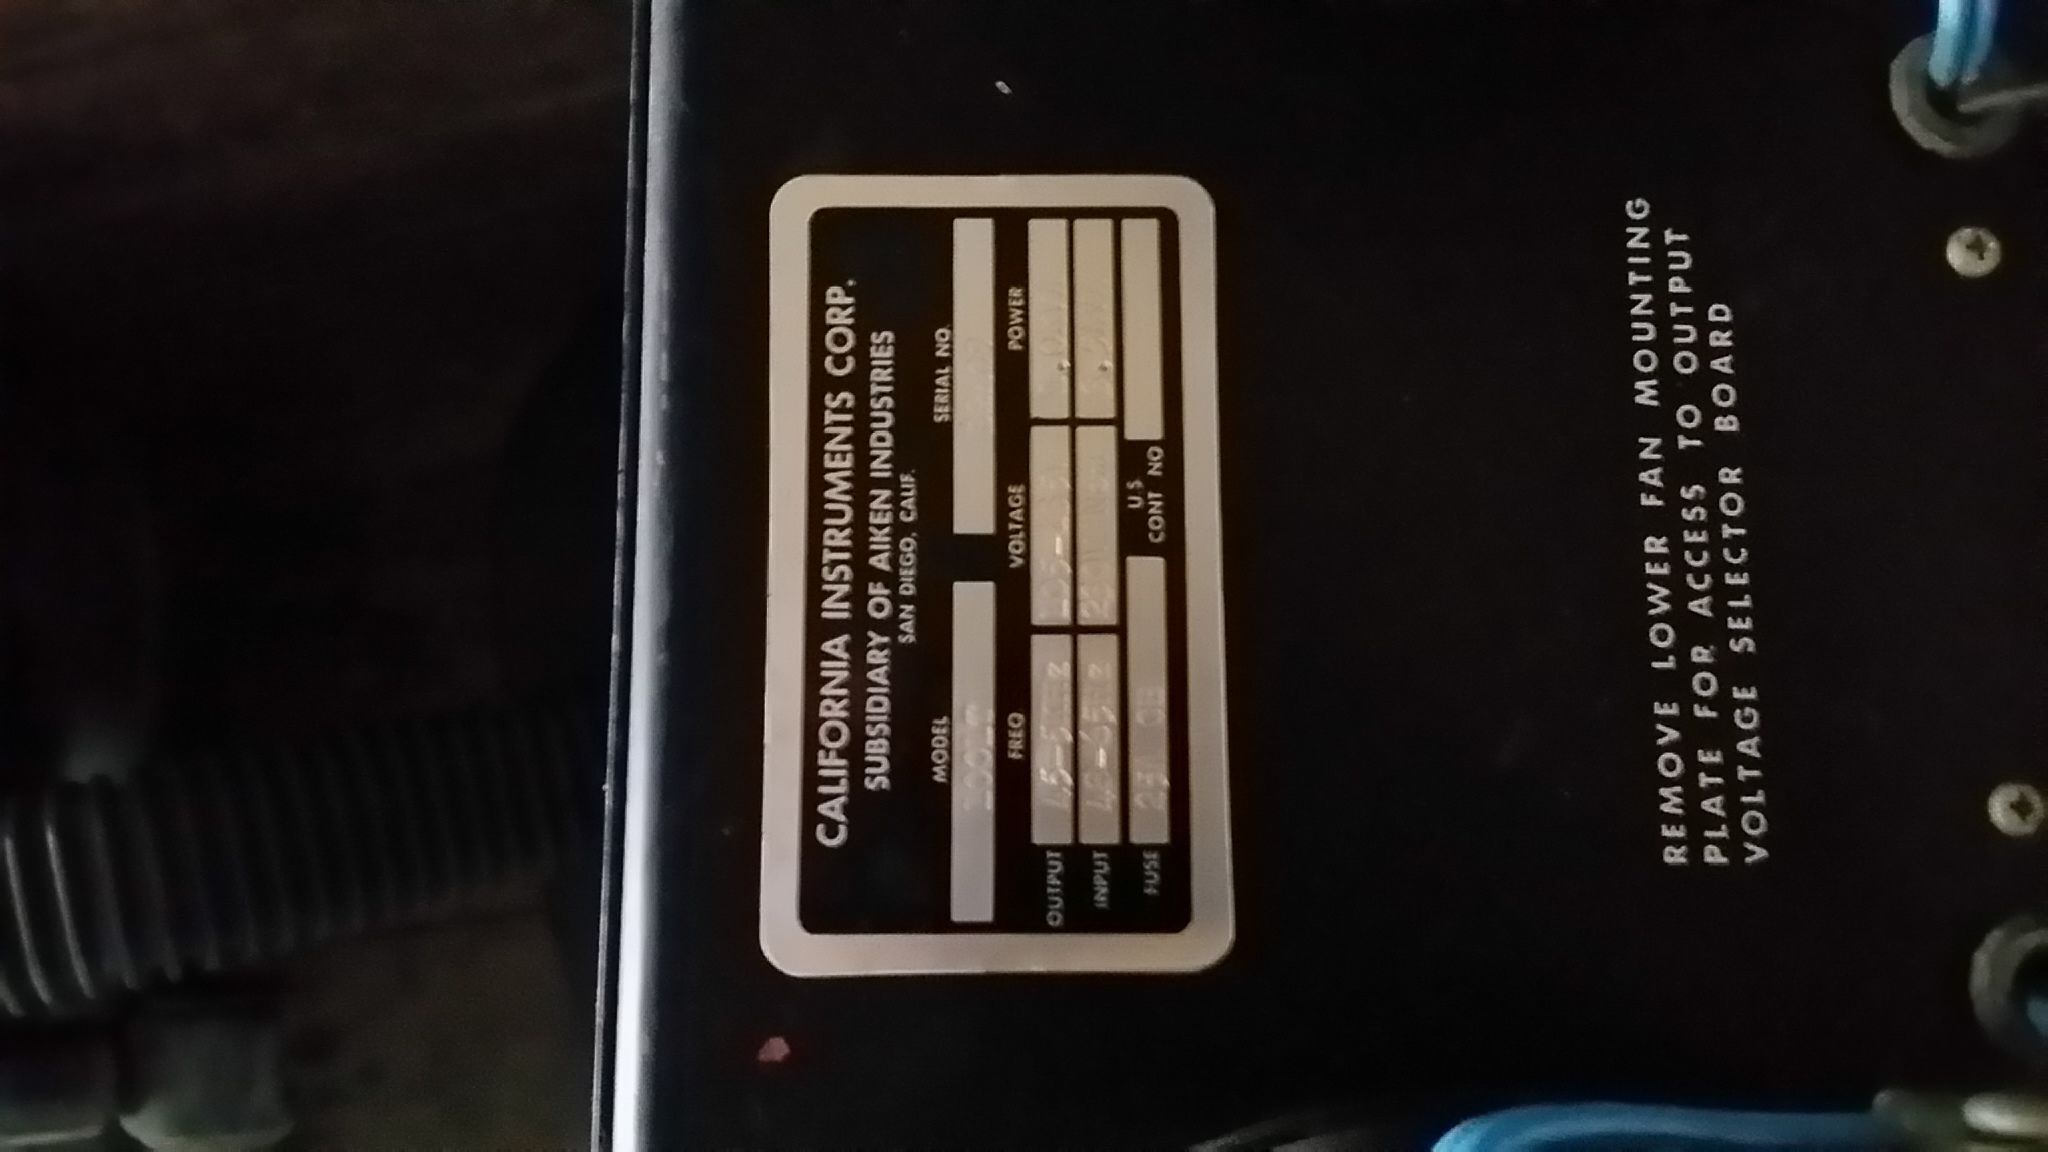 CALIFORNIA INSTRUMENTS CORP.
SUBSIDIARY OF AIKEN INDUSTRIES
SAN DIEGO, CALIF.
MODEL SERIAL NO.
FREQ VOLTAGE POWER
OUTPUT
INPUT
FUSE U.S. CONT NO
REMOVE LOWER FAN MOUNTING
PLATE FOR ACCESS TO OUTPUT
VOLTAGE SELECTOR BOARD